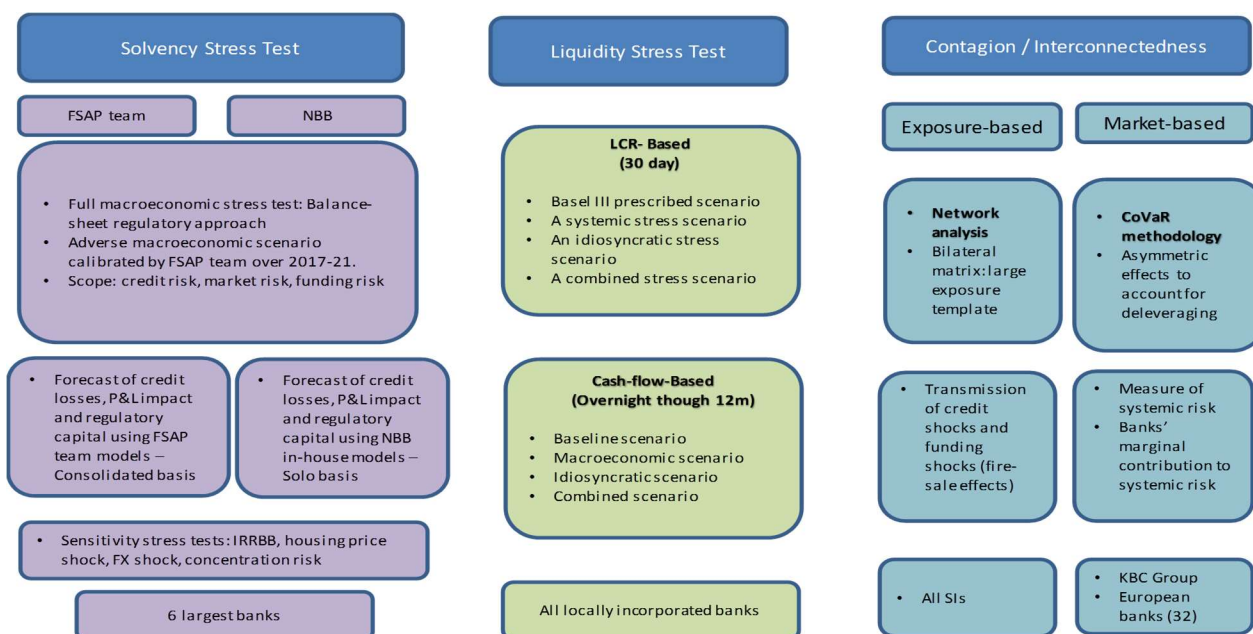 Solvency Stress Test
FSAP team
NBB
• Full macroeconomic stress test: Balance-
sheet regulatory approach
• Adverse macroeconomic scenario
calibrated by FSAP team over 2017-21.
• Scope: credit risk, market risk, funding risk
• Forecast of credit
losses, P&L impact
and regulatory
capital using FSAP
team models –
Consolidated basis
• Forecast of credit
losses, P&L impact
and regulatory
capital using NBB
in-house models –
Solo basis
• Sensitivity stress tests: IRRBB, housing price
shock, FX shock, concentration risk
6 largest banks
Liquidity Stress Test
LCR- Based
(30 day)
• Basel III prescribed scenario
• A systemic stress scenario
• An idiosyncratic stress
scenario
• A combined stress scenario
Cash-flow-Based
(Overnight though 12m)
• Baseline scenario
• Macroeconomic scenario
• Idiosyncratic scenario
• Combined scenario
All locally incorporated banks
Contagion / Interconnectedness
Exposure-based
Market-based
• Network
analysis
• Bilateral
matrix: large
exposure
template
• CoVaR
methodology
• Asymmetric
effects to
account for
deleveraging
• Transmission
of credit
shocks and
funding
shocks (fire-
sale effects)
• Measure of
systemic risk
• Banks’
marginal
contribution to
systemic risk
• All SIs
• KBC Group
• European
banks (32)